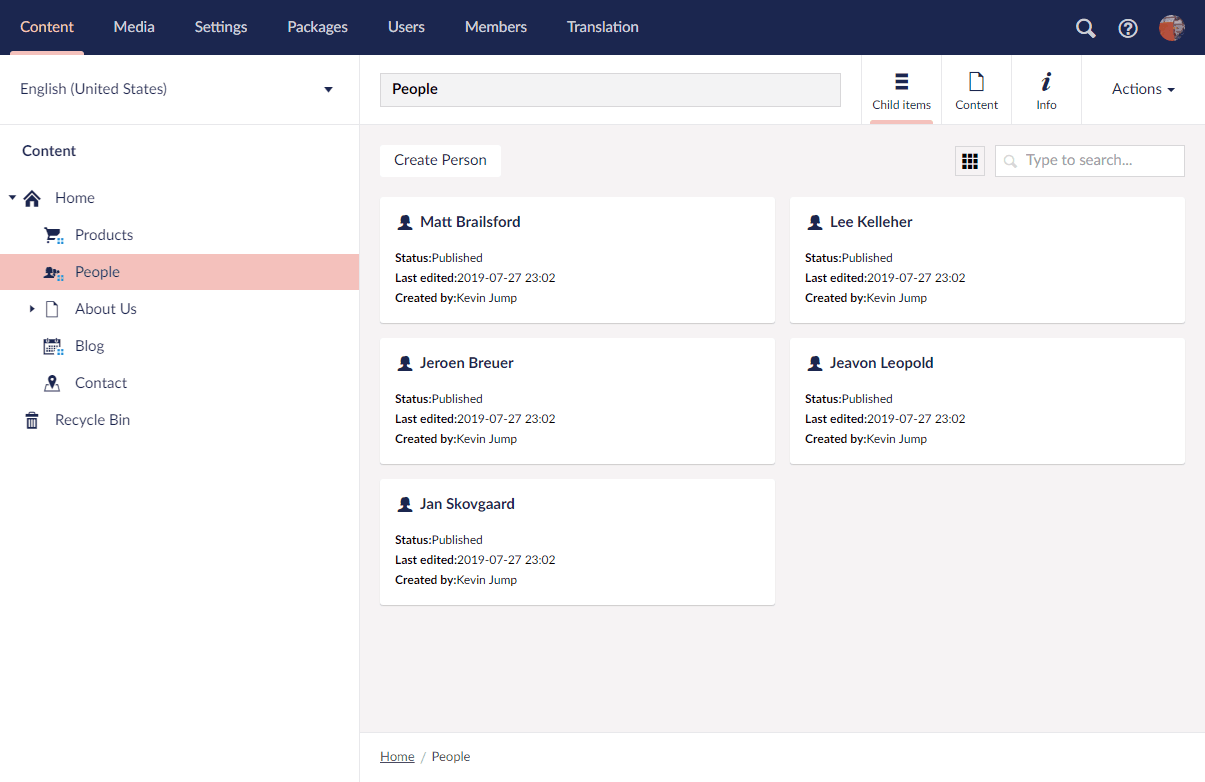 Content Media Settings Packages Users Members Translation
English (United States)
People
Child items
Content
Info
Actions
Content
Home
Products
People
About Us
Blog
Contact
Recycle Bin
Create Person
Type to search...
Matt Brailsford
Status:Published
Last edited:2019-07-27 23:02
Created by:Kevin Jump
Lee Kelleher
Status:Published
Last edited:2019-07-27 23:02
Created by:Kevin Jump
Jeroen Breuer
Status:Published
Last edited:2019-07-27 23:02
Created by:Kevin Jump
Jeavon Leopold
Status:Published
Last edited:2019-07-27 23:02
Created by:Kevin Jump
Jan Skovgaard
Status:Published
Last edited:2019-07-27 23:02
Created by:Kevin Jump
Home / People